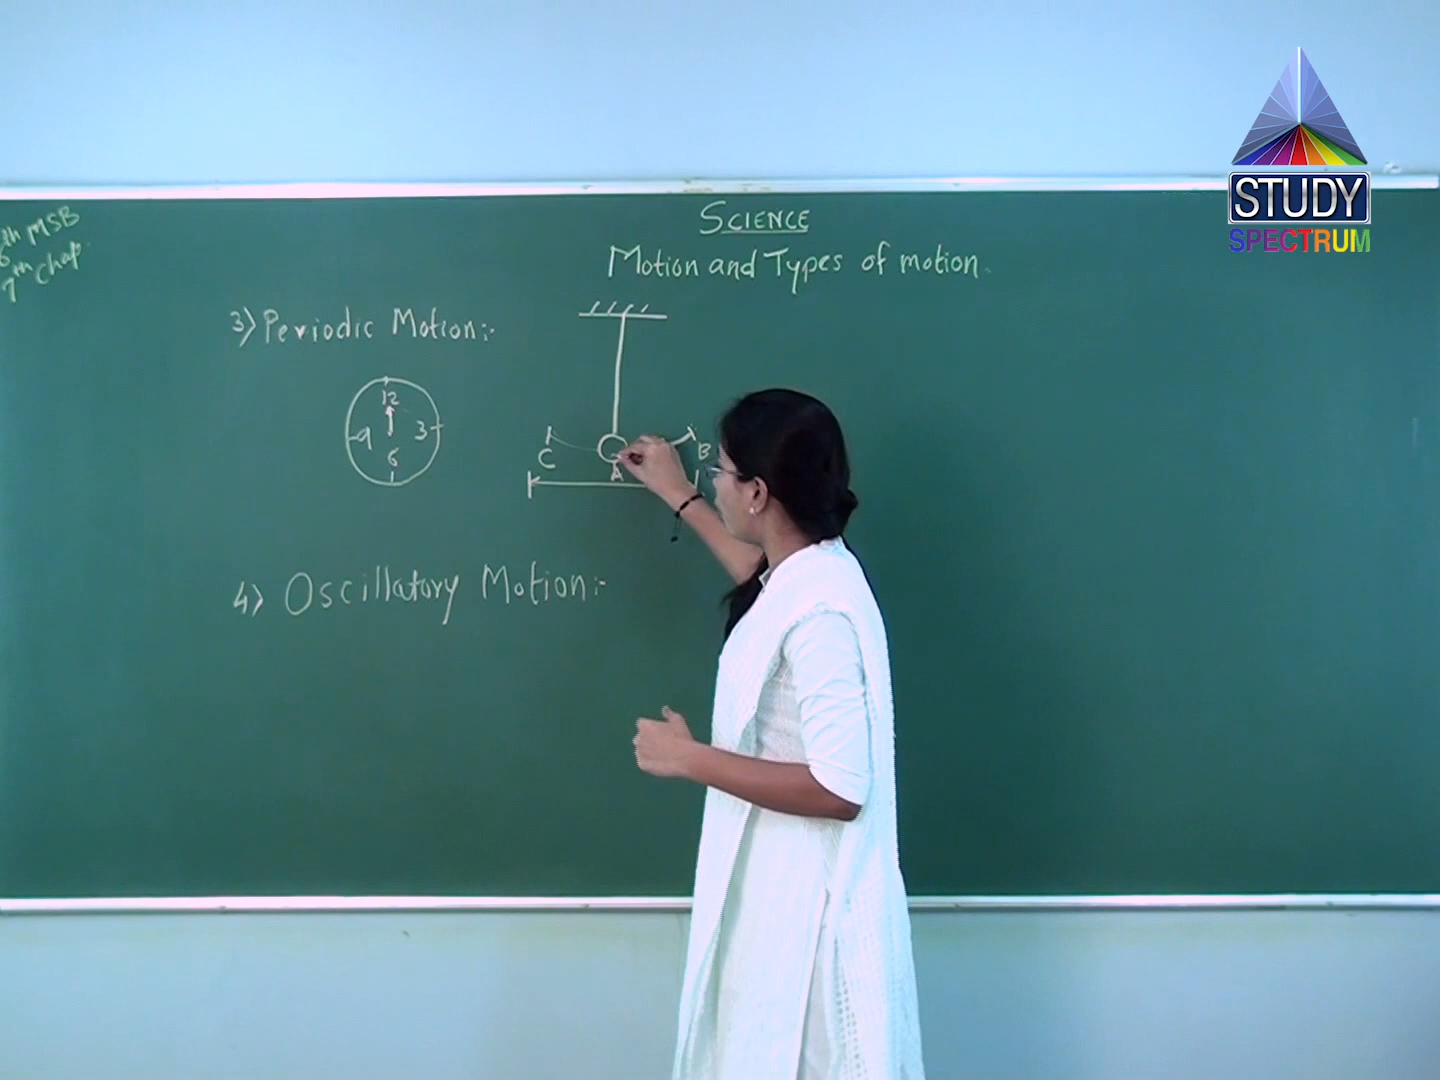 6th MSB
7th Chap.
SCIENCE
Motion and Types of motion.
3) Periodic Motion:-
12
9 3
6
C B
A
4) Oscillatory Motion:-
STUDY
SPECTRUM